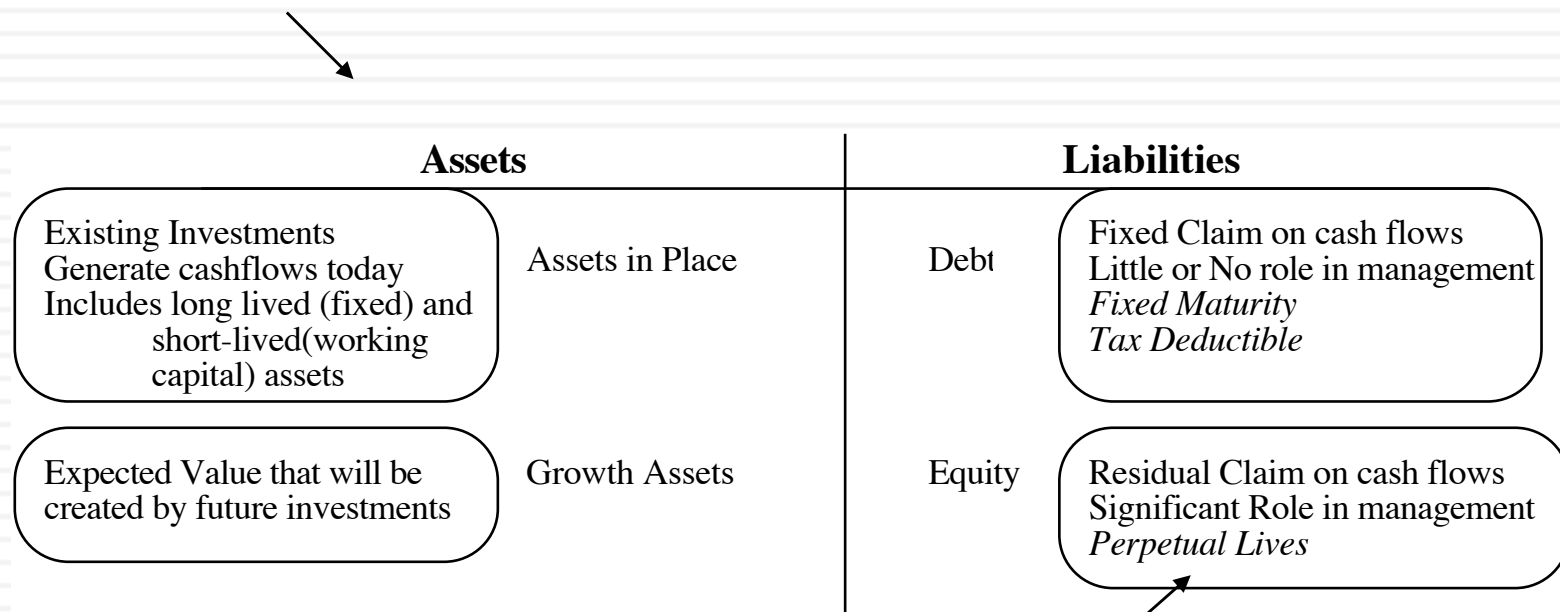 Assets
Liabilities
Existing Investments
Generate cashflows today
Includes long lived (fixed) and
short-lived(working
capital) assets
Assets in Place
Debt
Fixed Claim on cash flows
Little or No role in management
Fixed Maturity
Tax Deductible
Expected Value that will be
created by future investments
Growth Assets
Equity
Residual Claim on cash flows
Significant Role in management
Perpetual Lives